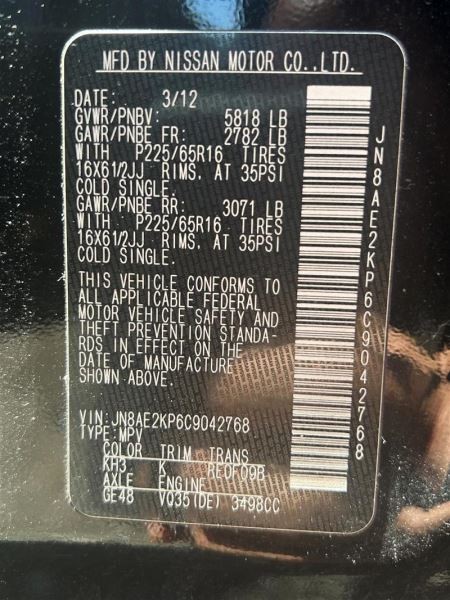 MFD BY NISSAN MOTOR CO.,LTD.
DATE: 3/12
GVWR/PNBV: 5818 LB
GAWR/PNBE FR: 2782 LB
WITH P225/65R16 TIRES
16X61/2JJ RIMS, AT 35PSI
COLD SINGLE.
GAWR/PNBE RR: 3071 LB
WITH P225/65R16 TIRES
16X61/2JJ RIMS, AT 35PSI
COLD SINGLE.
THIS VEHICLE CONFORMS TO
ALL APPLICABLE FEDERAL
MOTOR VEHICLE SAFETY AND
THEFT PREVENTION STANDA-
RDS IN EFFECT ON THE
DATE OF MANUFACTURE
SHOWN ABOVE.
VIN: JN8AE2KP6C9042768
TYPE: MPV
COLOR TRIM TRANS
KH3 K RE0F09B
AXLE ENGINE
GE48 VQ35(DE) 3498CC
JN8AE2KP6C9042768